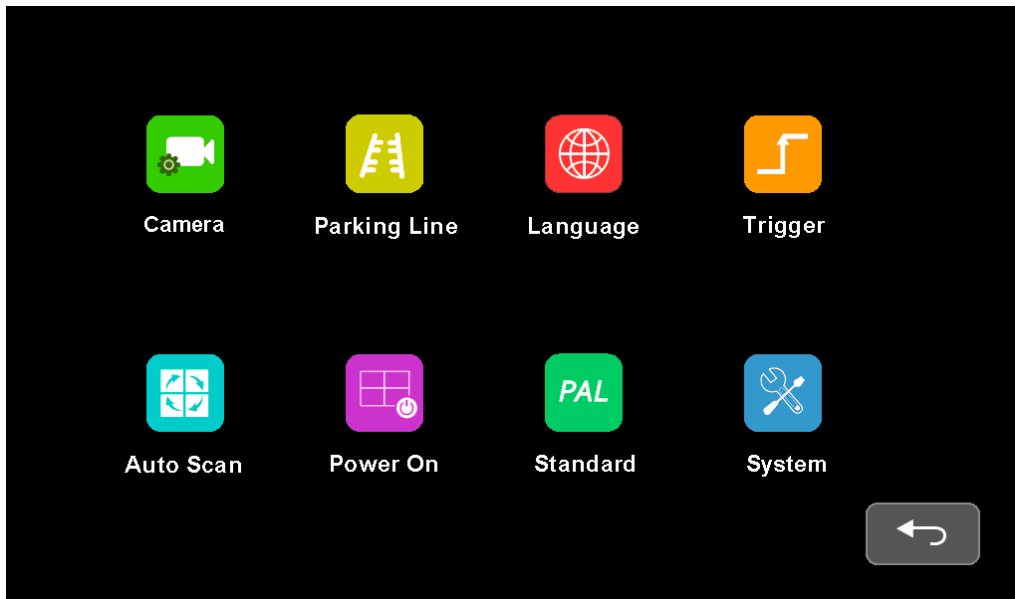 Camera
Parking Line
Language
Trigger
PAL
Auto Scan
Power On
Standard
System